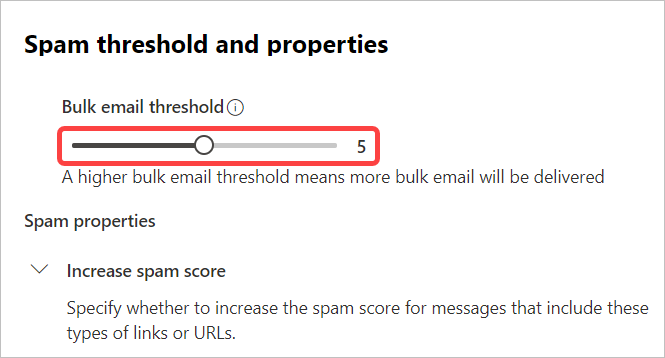 Spam threshold and properties
Bulk email threshold
5
A higher bulk email threshold means more bulk email will be delivered
Spam properties
Increase spam score
Specify whether to increase the spam score for messages that include these
types of links or URLs.